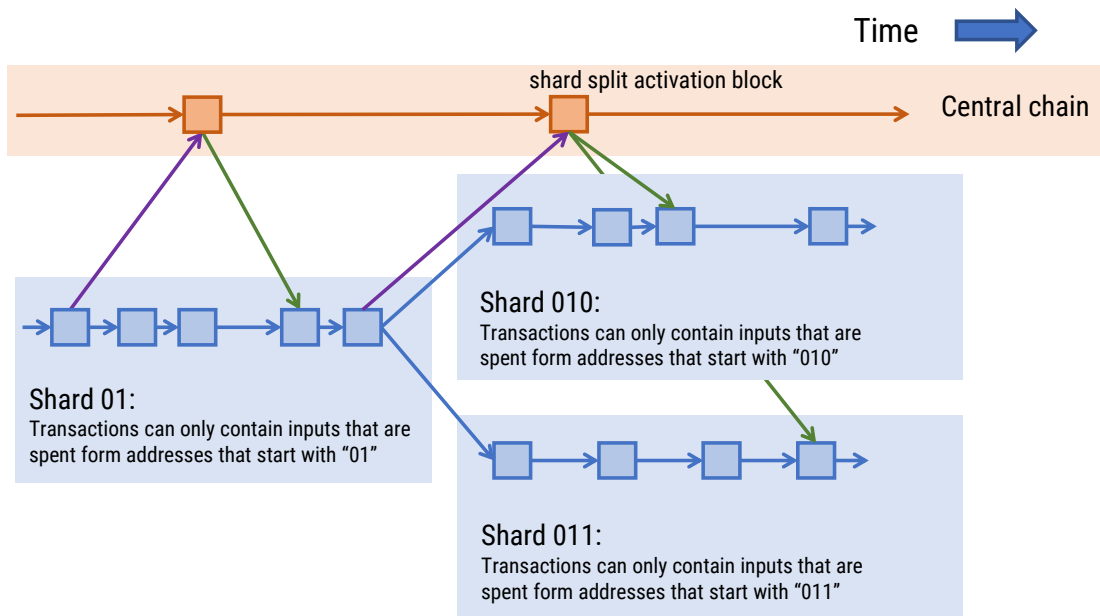 Time
shard split activation block
Central chain
Shard 010:
Transactions can only contain inputs that are
spent form addresses that start with “010”
Shard 01:
Transactions can only contain inputs that are
spent form addresses that start with “01”
Shard 011:
Transactions can only contain inputs that are
spent form addresses that start with “011”